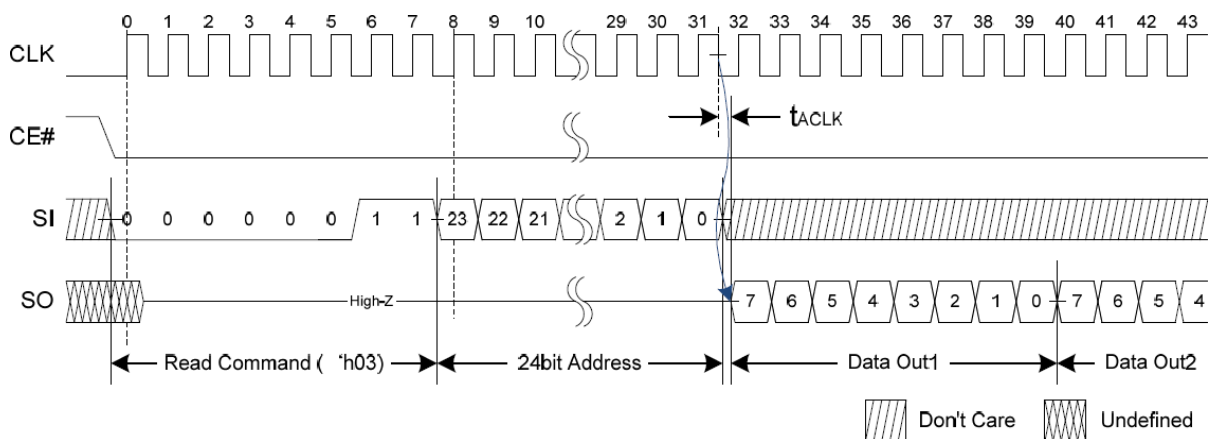 0 1 2 3 4 5 6 7 8 9 10 29 30 31 32 33 34 35 36 37 38 39 40 41 42 43
CLK
CE#
tACLK
SI 0 0 0 0 0 0 1 1 23 22 21 2 1 0
SO High-Z 7 6 5 4 3 2 1 0 7 6 5 4
Read Command ( 'h03) 24bit Address Data Out1 Data Out2
Don't Care Undefined